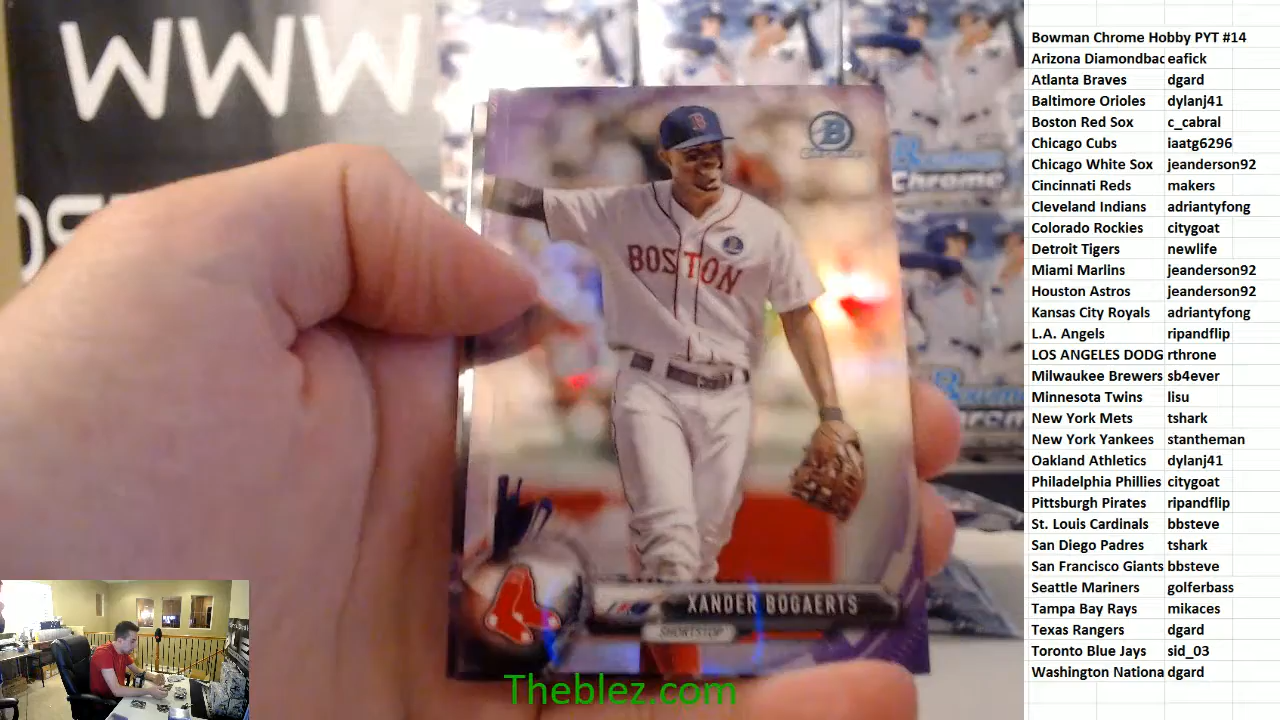 WWW
BOSTON
XANDER BOGAERTS
SHORTSTOP
Bowman
Chrome
Theblez.com
Bowman Chrome Hobby PYT #14
Arizona Diamondbac eafick
Atlanta Braves dgard
Baltimore Orioles dylanj41
Boston Red Sox c_cabral
Chicago Cubs iaatg6296
Chicago White Sox jeanderson92
Cincinnati Reds makers
Cleveland Indians adriantyfong
Colorado Rockies citygoat
Detroit Tigers newlife
Miami Marlins jeanderson92
Houston Astros jeanderson92
Kansas City Royals adriantyfong
L.A. Angels ripandflip
LOS ANGELES DODG rthrone
Milwaukee Brewers sb4ever
Minnesota Twins lisu
New York Mets tshark
New York Yankees stantheman
Oakland Athletics dylanj41
Philadelphia Phillies citygoat
Pittsburgh Pirates ripandflip
St. Louis Cardinals bbsteve
San Diego Padres tshark
San Francisco Giants bbsteve
Seattle Mariners golferbass
Tampa Bay Rays mikaces
Texas Rangers dgard
Toronto Blue Jays sid_03
Washington Nationa dgard